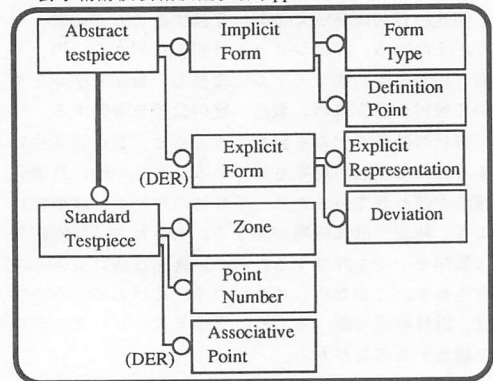 Abstract
testpiece
Implicit
Form
Form
Type
Definition
Point
Explicit
Form
(DER)
Explicit
Representation
Deviation
Standard
Testpiece
Zone
Point
Number
Associative
Point
(DER)